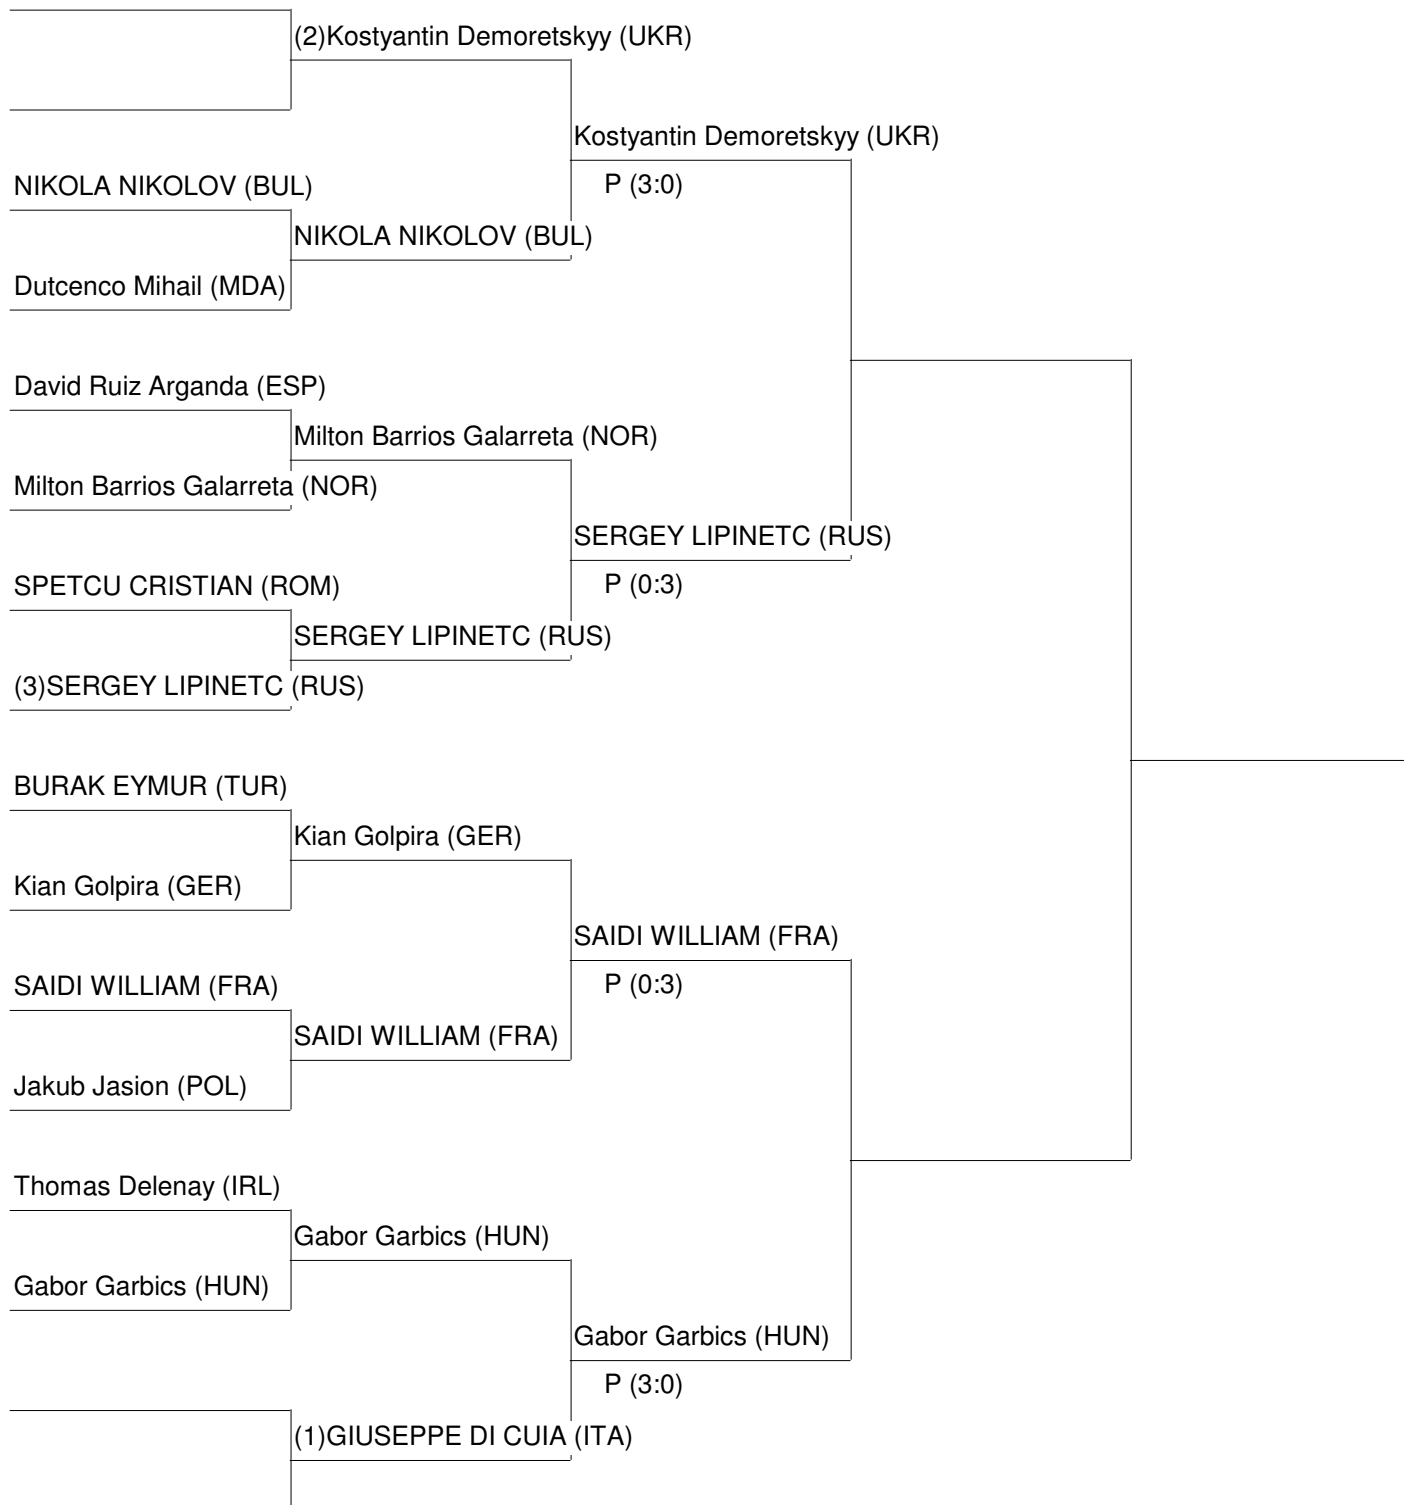 (2)Kostyantin Demoretskyy (UKR)
Kostyantin Demoretskyy (UKR)
P (3:0)
NIKOLA NIKOLOV (BUL)
NIKOLA NIKOLOV (BUL)
Dutcenco Mihail (MDA)
David Ruiz Arganda (ESP)
Milton Barrios Galarreta (NOR)
Milton Barrios Galarreta (NOR)
SERGEY LIPINETC (RUS)
P (0:3)
SPETCU CRISTIAN (ROM)
SERGEY LIPINETC (RUS)
(3)SERGEY LIPINETC (RUS)
BURAK EYMUR (TUR)
Kian Golpira (GER)
Kian Golpira (GER)
SAIDI WILLIAM (FRA)
P (0:3)
SAIDI WILLIAM (FRA)
SAIDI WILLIAM (FRA)
Jakub Jasion (POL)
Thomas Delenay (IRL)
Gabor Garbics (HUN)
Gabor Garbics (HUN)
Gabor Garbics (HUN)
P (3:0)
(1)GIUSEPPE DI CUIA (ITA)